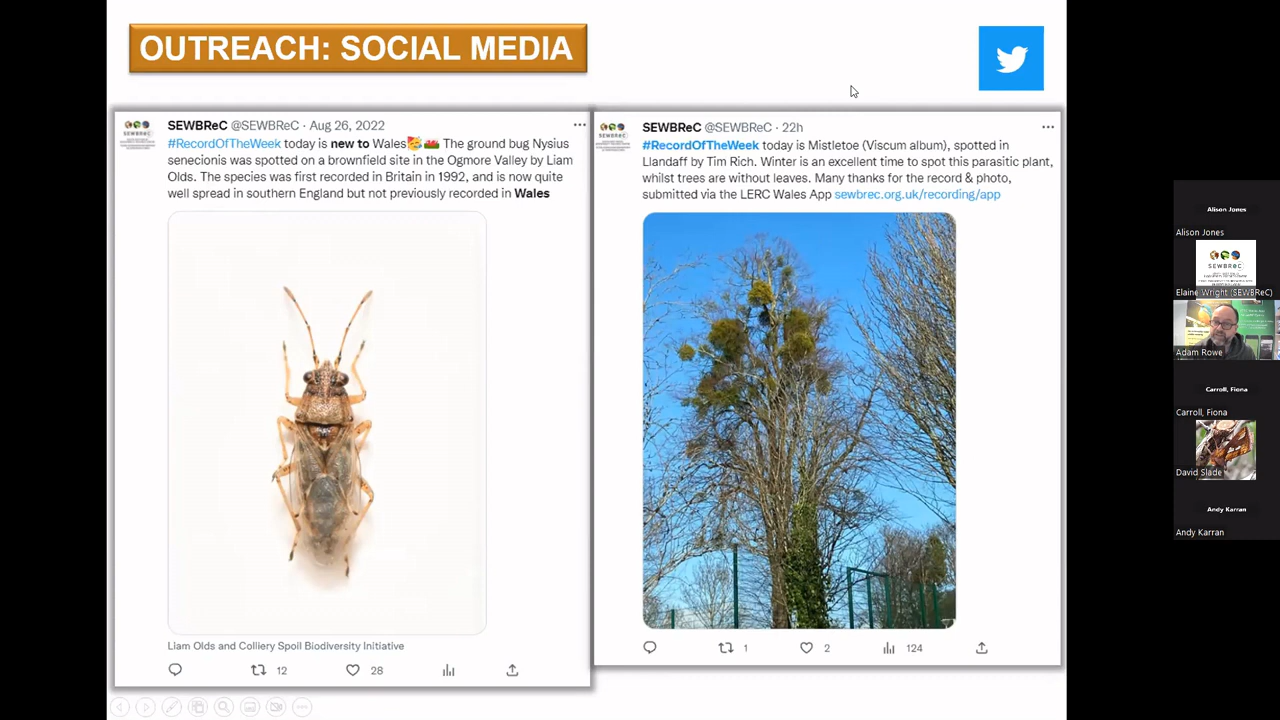 OUTREACH: SOCIAL MEDIA
SEWBReC @SEWBReC · Aug 26, 2022
#RecordOfTheWeek today is new to Wales🥳🏴󠁧󠁢󠁷󠁬󠁳󠁿 The ground bug Nysius
senecionis was spotted on a brownfield site in the Ogmore Valley by Liam
Olds. The species was first recorded in Britain in 1992, and is now quite
well spread in southern England but not previously recorded in Wales
Liam Olds and Colliery Spoil Biodiversity Initiative
12
28
SEWBReC @SEWBReC · 22h
#RecordOfTheWeek today is Mistletoe (Viscum album), spotted in
Llandaff by Tim Rich. Winter is an excellent time to spot this parasitic plant,
whilst trees are without leaves. Many thanks for the record & photo,
submitted via the LERC Wales App sewbrec.org.uk/recording/app
1
2
124
Alison Jones
Alison Jones
SEWBReC
Elaine Wright (SEWBReC)
Adam Rowe
Carroll, Fiona
Carroll, Fiona
David Slade
Andy Karran
Andy Karran